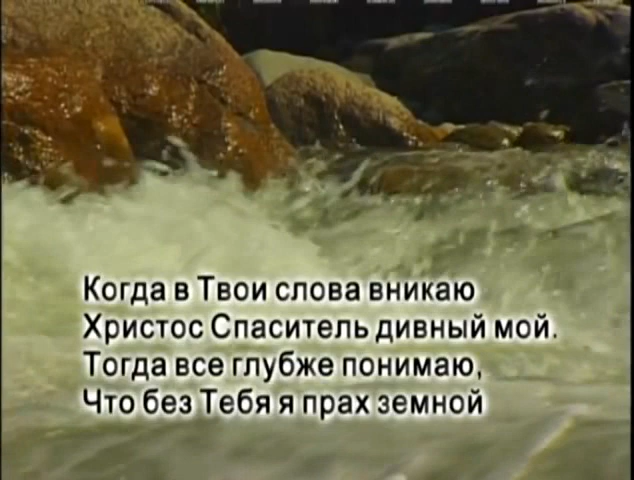 Когда в Твои слова вникаю
Христос Спаситель дивный мой.
Тогда все глубже понимаю,
Что без Тебя я прах земной